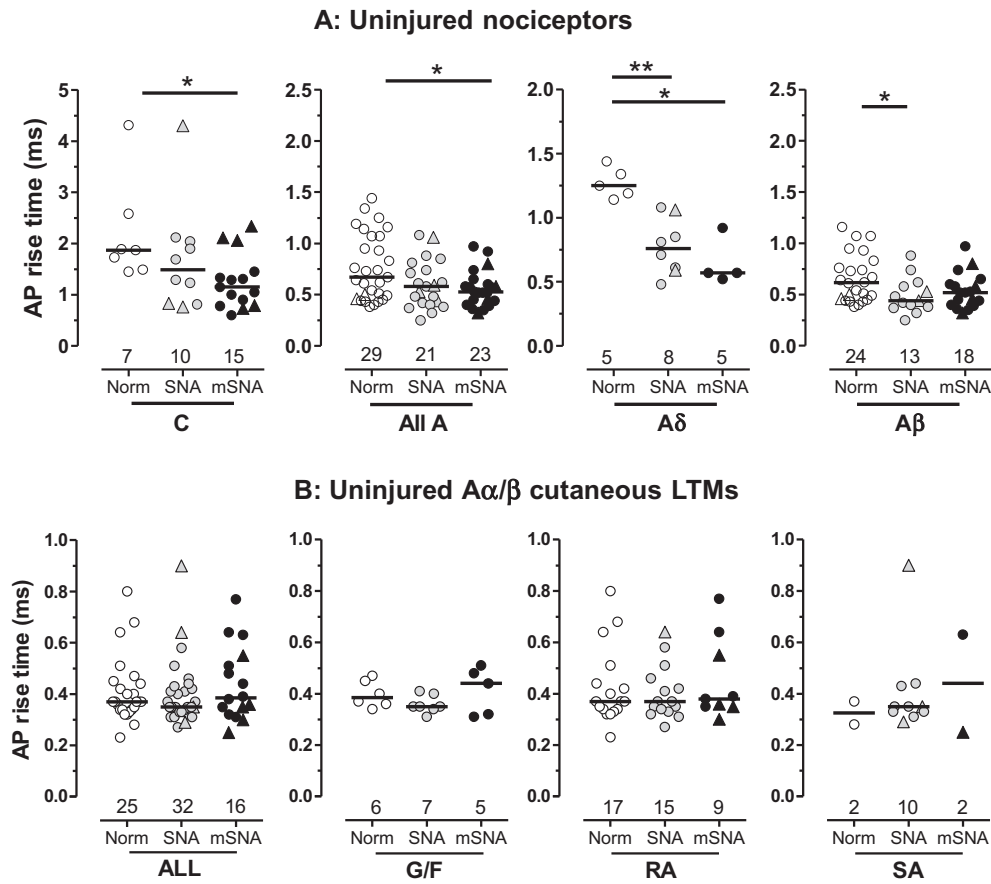 A: Uninjured nociceptors
* * ** * *
AP rise time (ms)
5 4 3 2 1 0
2.5 2.0 1.5 1.0 0.5 0.0
2.0 1.5 1.0 0.5 0.0
2.5 2.0 1.5 1.0 0.5 0.0
7 10 15 29 21 23 5 8 5 24 13 18
Norm SNA mSNA Norm SNA mSNA Norm SNA mSNA Norm SNA mSNA
C All A Aδ Aβ
B: Uninjured Aα/β cutaneous LTMs
AP rise time (ms)
1.0 0.8 0.6 0.4 0.2 0.0
1.0 0.8 0.6 0.4 0.2 0.0
1.0 0.8 0.6 0.4 0.2 0.0
1.0 0.8 0.6 0.4 0.2 0.0
25 32 16 6 7 5 17 15 9 2 10 2
Norm SNA mSNA Norm SNA mSNA Norm SNA mSNA Norm SNA mSNA
ALL G/F RA SA